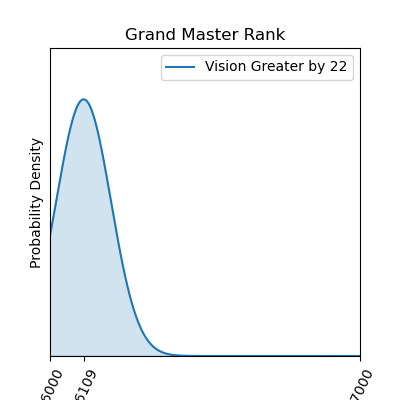 Grand Master Rank
Vision Greater by 22
Probability Density
6000
6109
7000